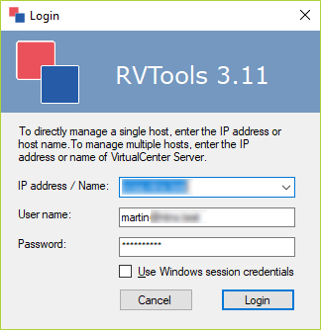 Login
RVTools 3.11
To directly manage a single host, enter the IP address or
host name.To manage multiple hosts, enter the IP
address or name of VirtualCenter Server.
IP address / Name:
User name: martin
Password: **********
Use Windows session credentials
Cancel Login